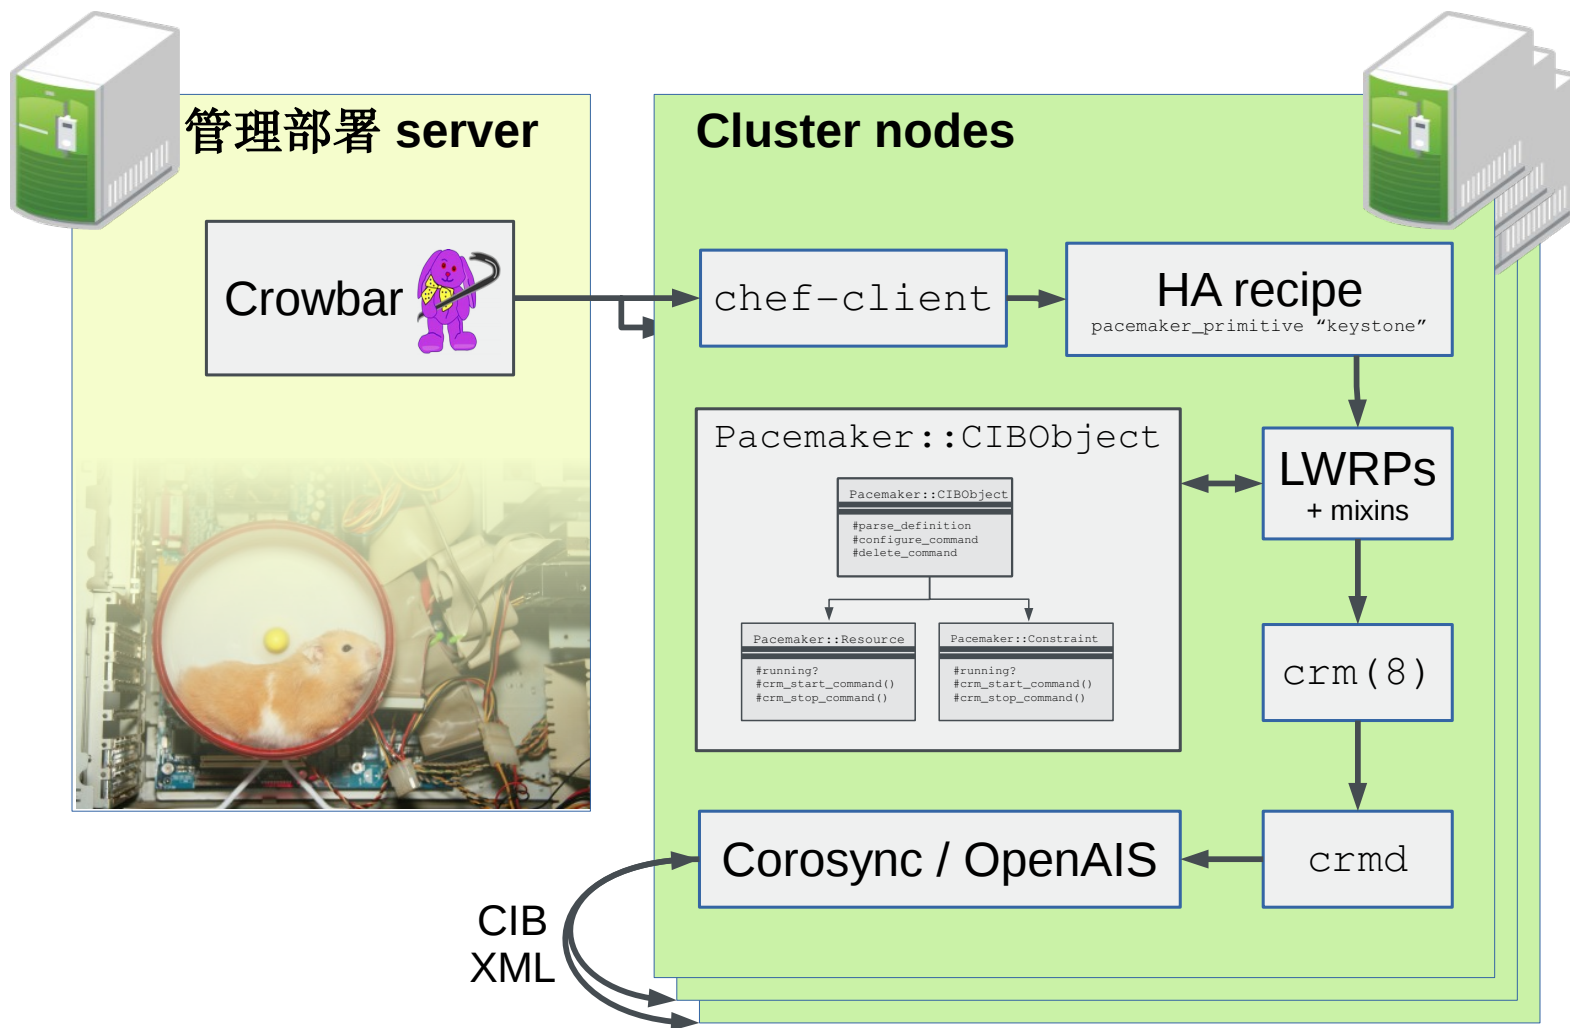 管理部署 server
Cluster nodes
Crowbar
chef-client
HA recipe
pacemaker_primitive “keystone”
Pacemaker::CIBObject
LWRPs
+ mixins
Pacemaker::CIBObject
#parse_definition
#configure_command
#delete_command
Pacemaker::Resource
#running?
#crm_start_command()
#crm_stop_command()
Pacemaker::Constraint
#running?
#crm_start_command()
#crm_stop_command()
crm(8)
Corosync / OpenAIS
crmd
CIB
XML